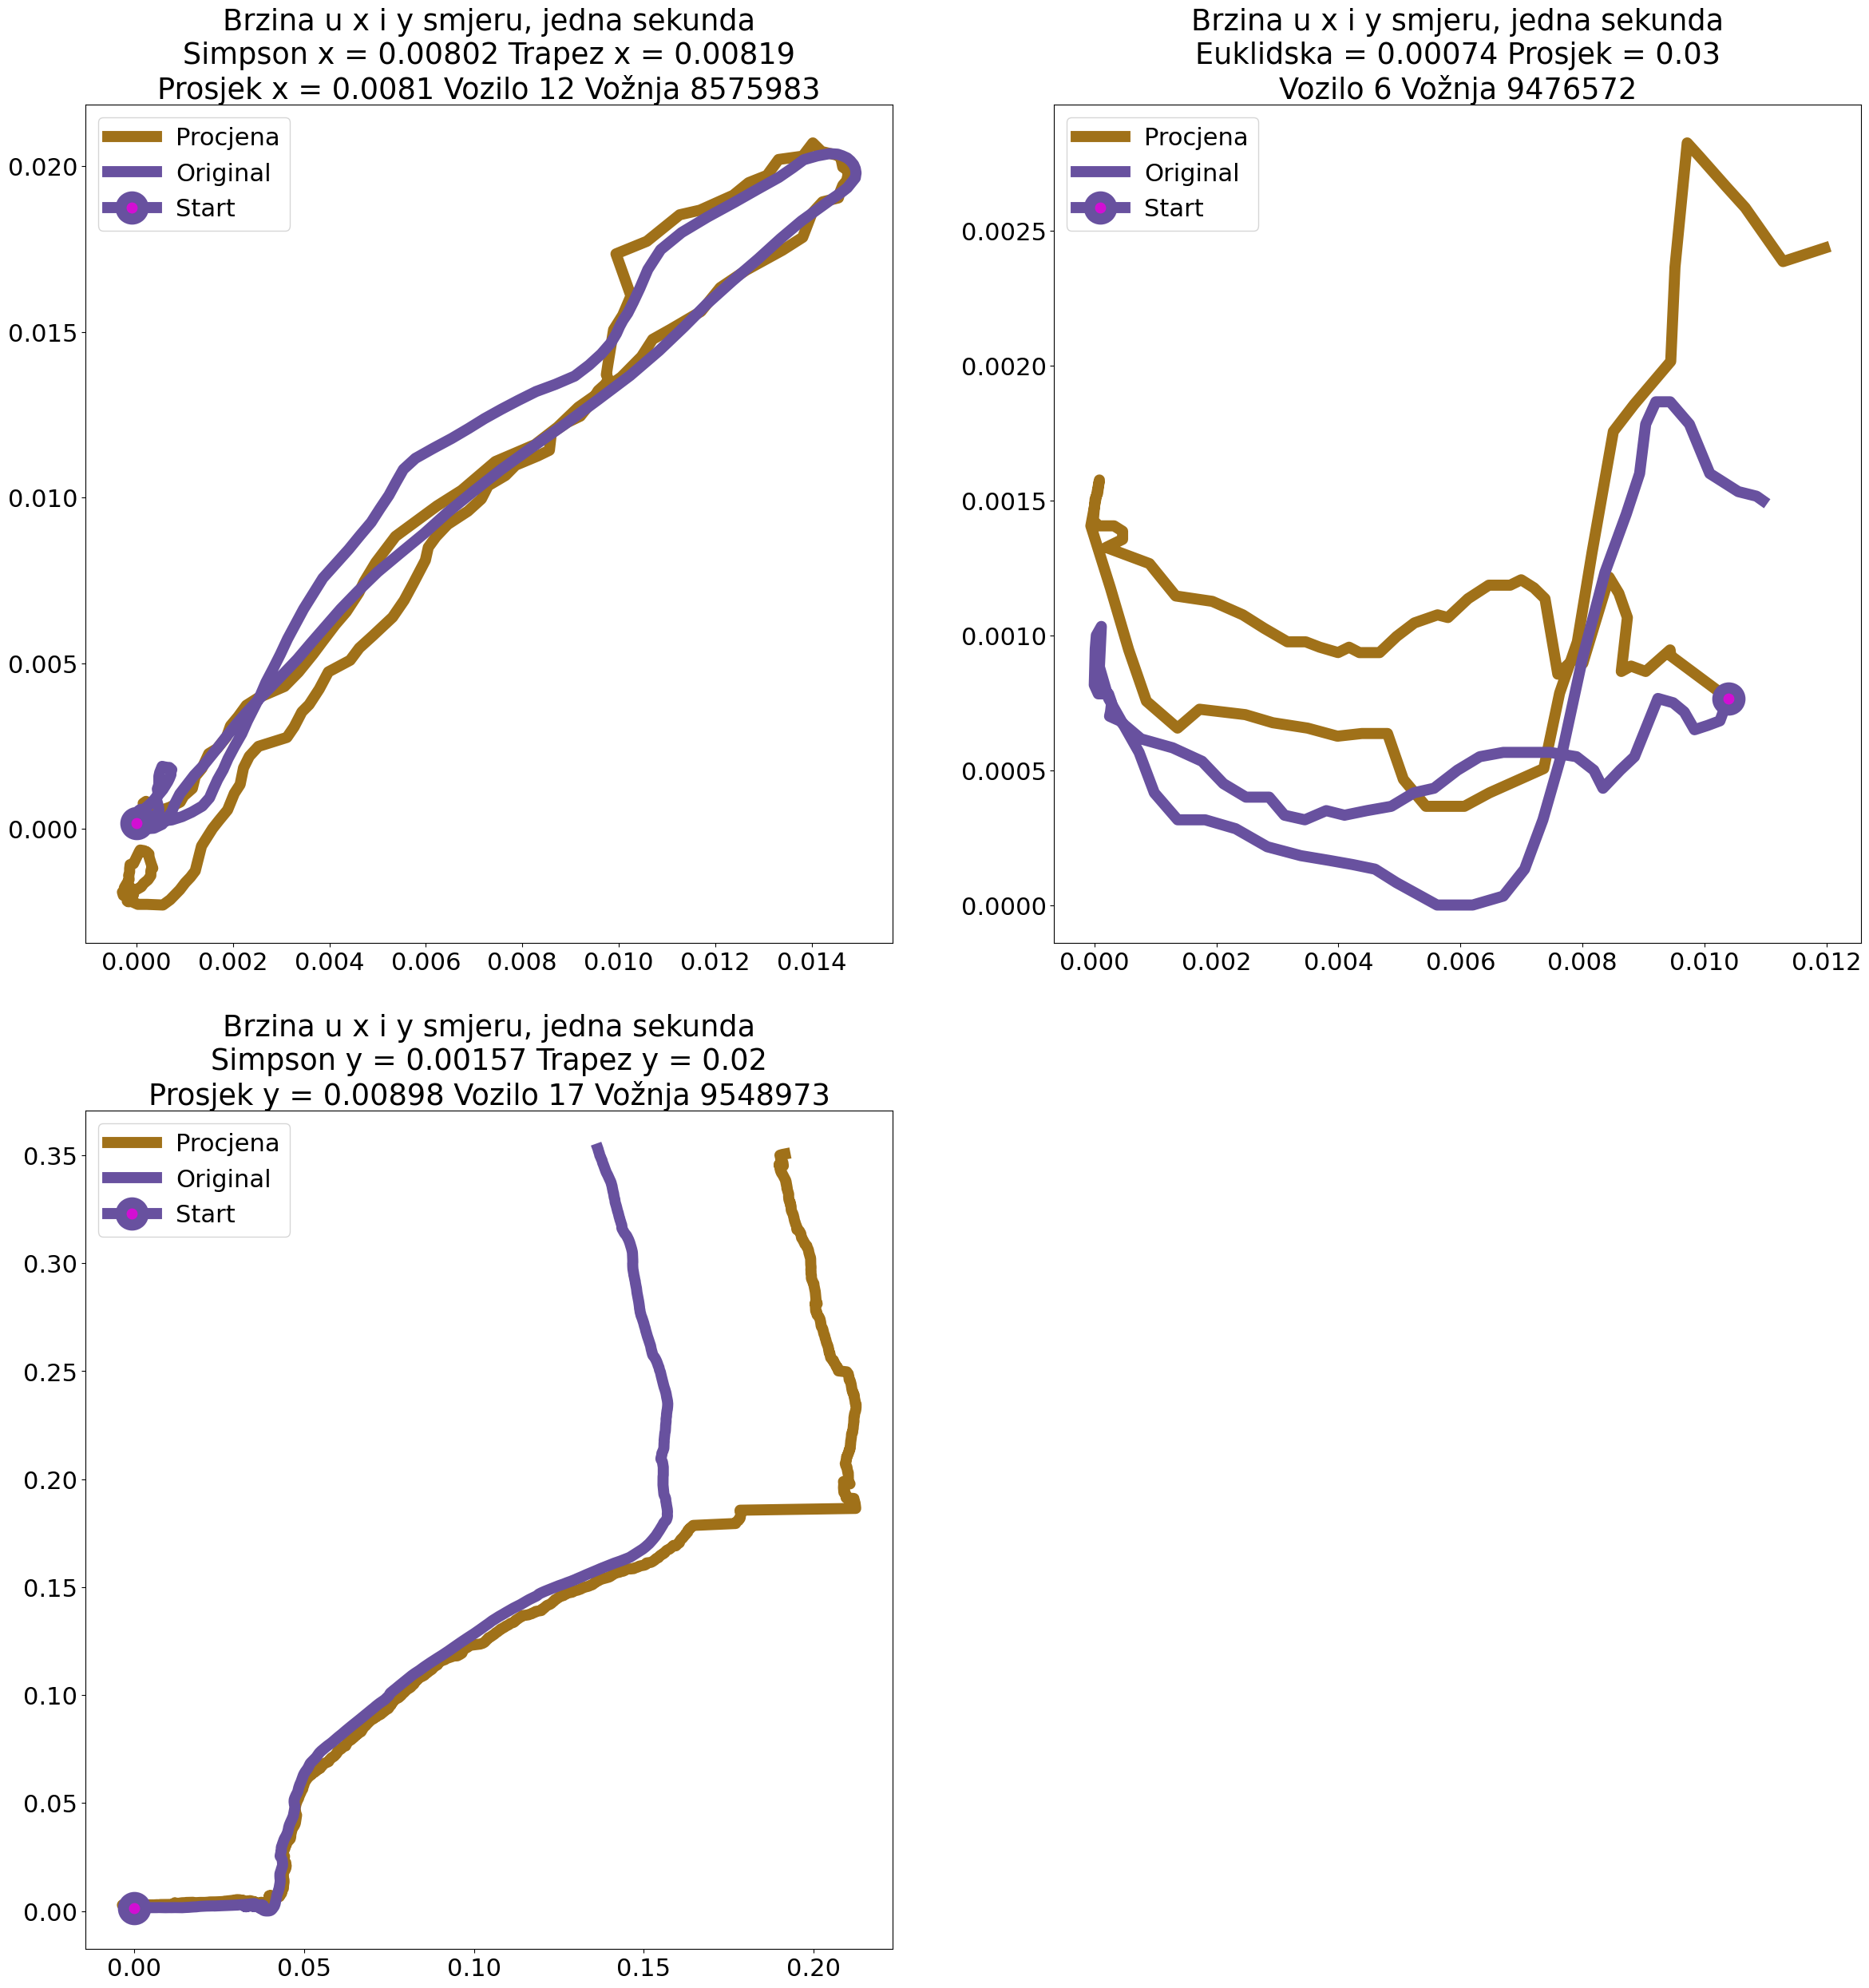 Brzina u x i y smjeru, jedna sekunda
Simpson x = 0.00802 Trapez x = 0.00819
Prosjek x = 0.0081 Vozilo 12 Vožnja 8575983
Procjena
Original
Start
0.020
0.015
0.010
0.005
0.000
0.000 0.002 0.004 0.006 0.008 0.010 0.012 0.014
Brzina u x i y smjeru, jedna sekunda
Euklidska = 0.00074 Prosjek = 0.03
Vozilo 6 Vožnja 9476572
Procjena
Original
Start
0.0025
0.0020
0.0015
0.0010
0.0005
0.0000
0.000 0.002 0.004 0.006 0.008 0.010 0.012
Brzina u x i y smjeru, jedna sekunda
Simpson y = 0.00157 Trapez y = 0.02
Prosjek y = 0.00898 Vozilo 17 Vožnja 9548973
Procjena
Original
Start
0.35
0.30
0.25
0.20
0.15
0.10
0.05
0.00
0.00 0.05 0.10 0.15 0.20